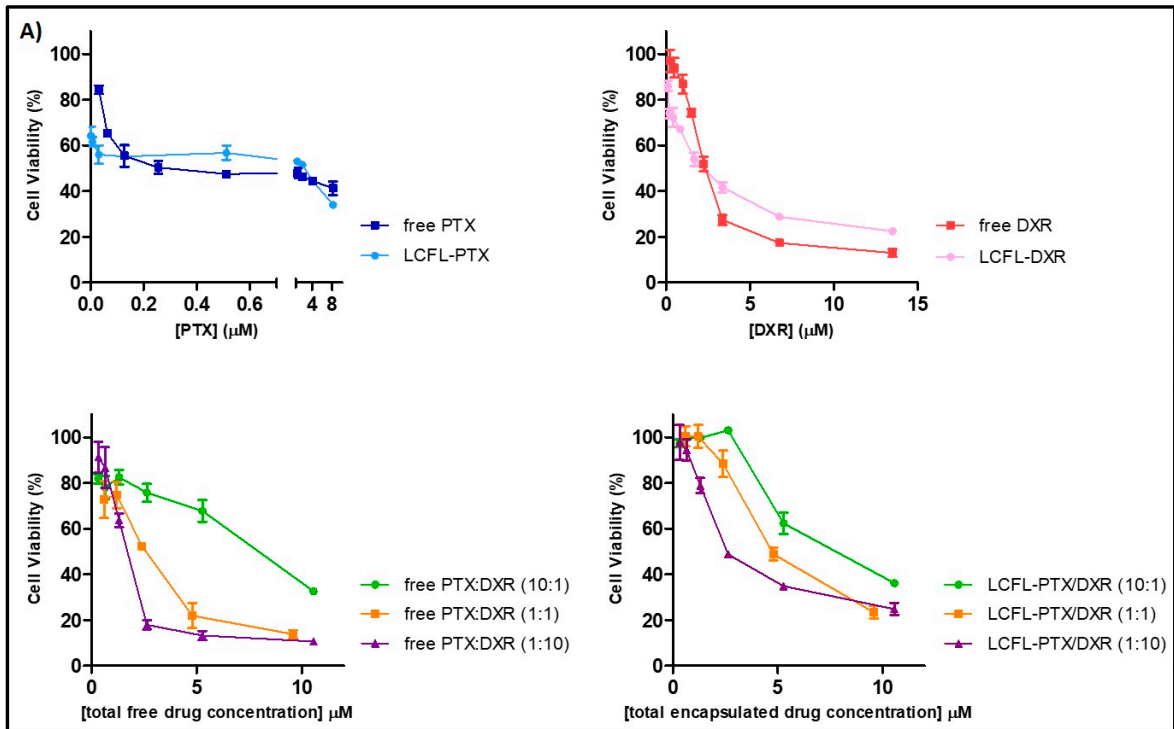 A)
Cell Viability (%)
100
80
60
40
20
0
0.0 0.2 0.4 0.6 4 8
[PTX] (μM)
free PTX
LCFL-PTX
Cell Viability (%)
100
80
60
40
20
0
0 5 10 15
[DXR] (μM)
free DXR
LCFL-DXR
Cell Viability (%)
100
80
60
40
20
0
0 5 10
[total free drug concentration] μM
free PTX:DXR (10:1)
free PTX:DXR (1:1)
free PTX:DXR (1:10)
Cell Viability (%)
100
80
60
40
20
0
0 5 10
[total encapsulated drug concentration] μM
LCFL-PTX/DXR (10:1)
LCFL-PTX/DXR (1:1)
LCFL-PTX/DXR (1:10)